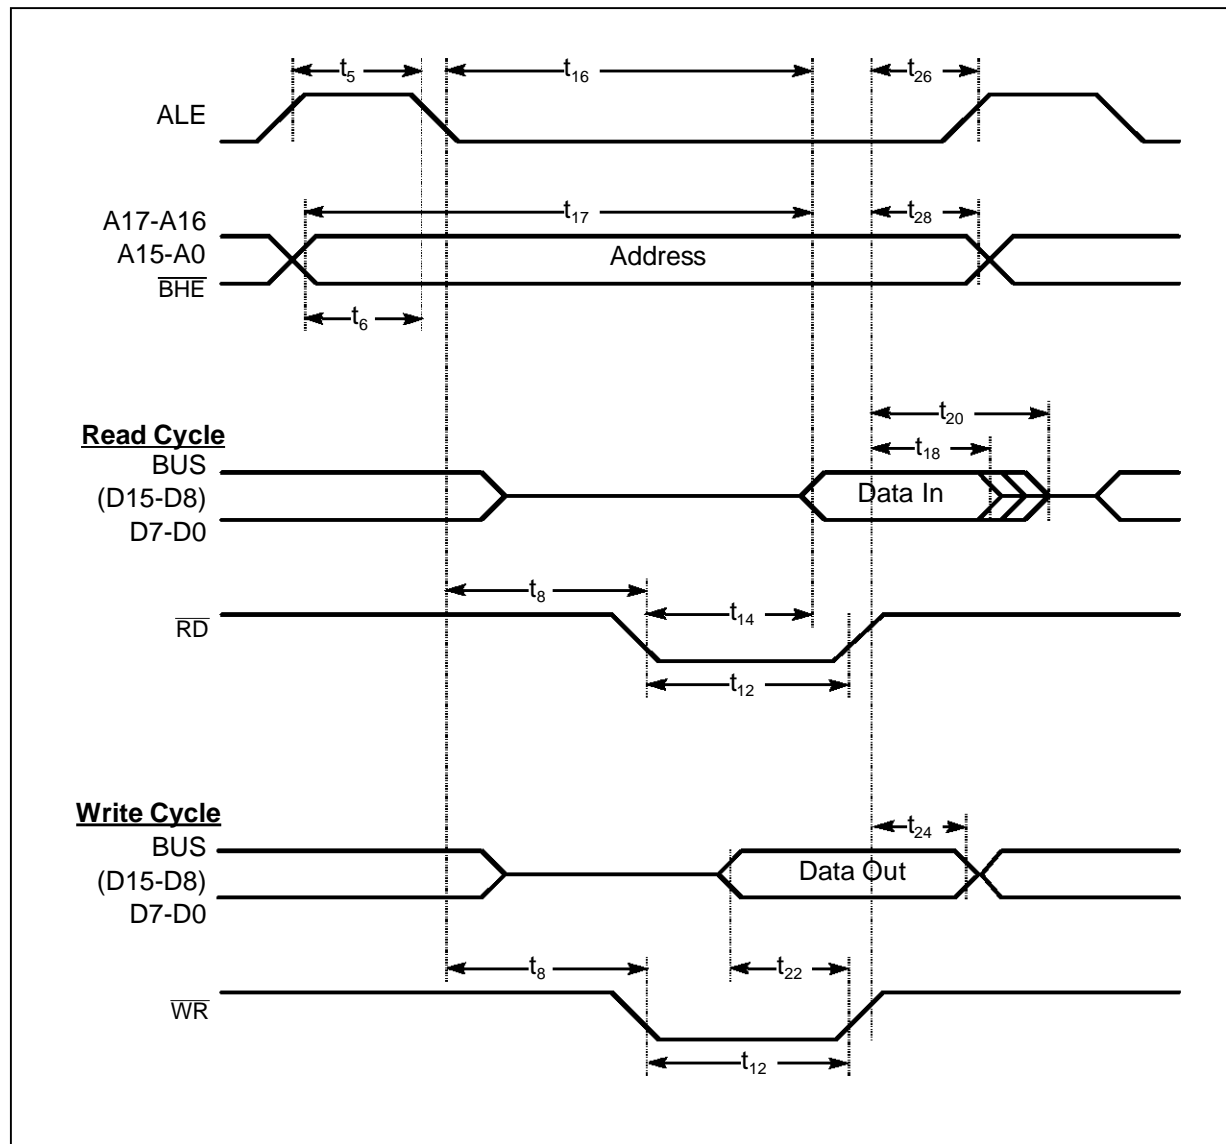 t5
t16
t26
ALE
A17-A16
t17
t28
A15-A0
Address
BHE
t6
t20
Read Cycle
t18
BUS
(D15-D8)
Data In
D7-D0
t8
t14
RD
t12
Write Cycle
t24
BUS
(D15-D8)
Data Out
D7-D0
t8
t22
WR
t12